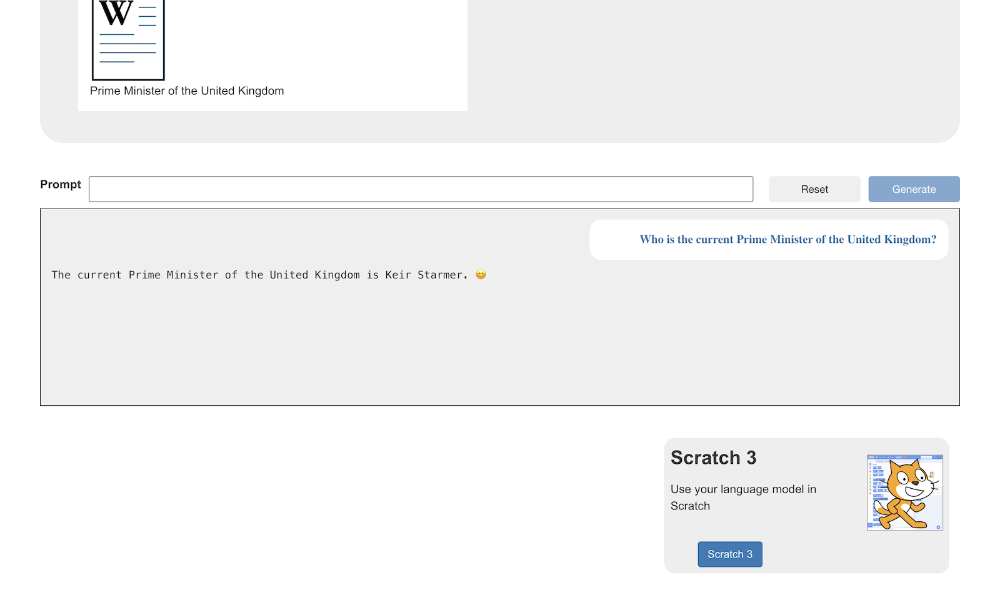 W
Prime Minister of the United Kingdom
Prompt
Reset
Generate
Who is the current Prime Minister of the United Kingdom?
The current Prime Minister of the United Kingdom is Keir Starmer. 😊
Scratch 3
Use your language model in
Scratch
Scratch 3